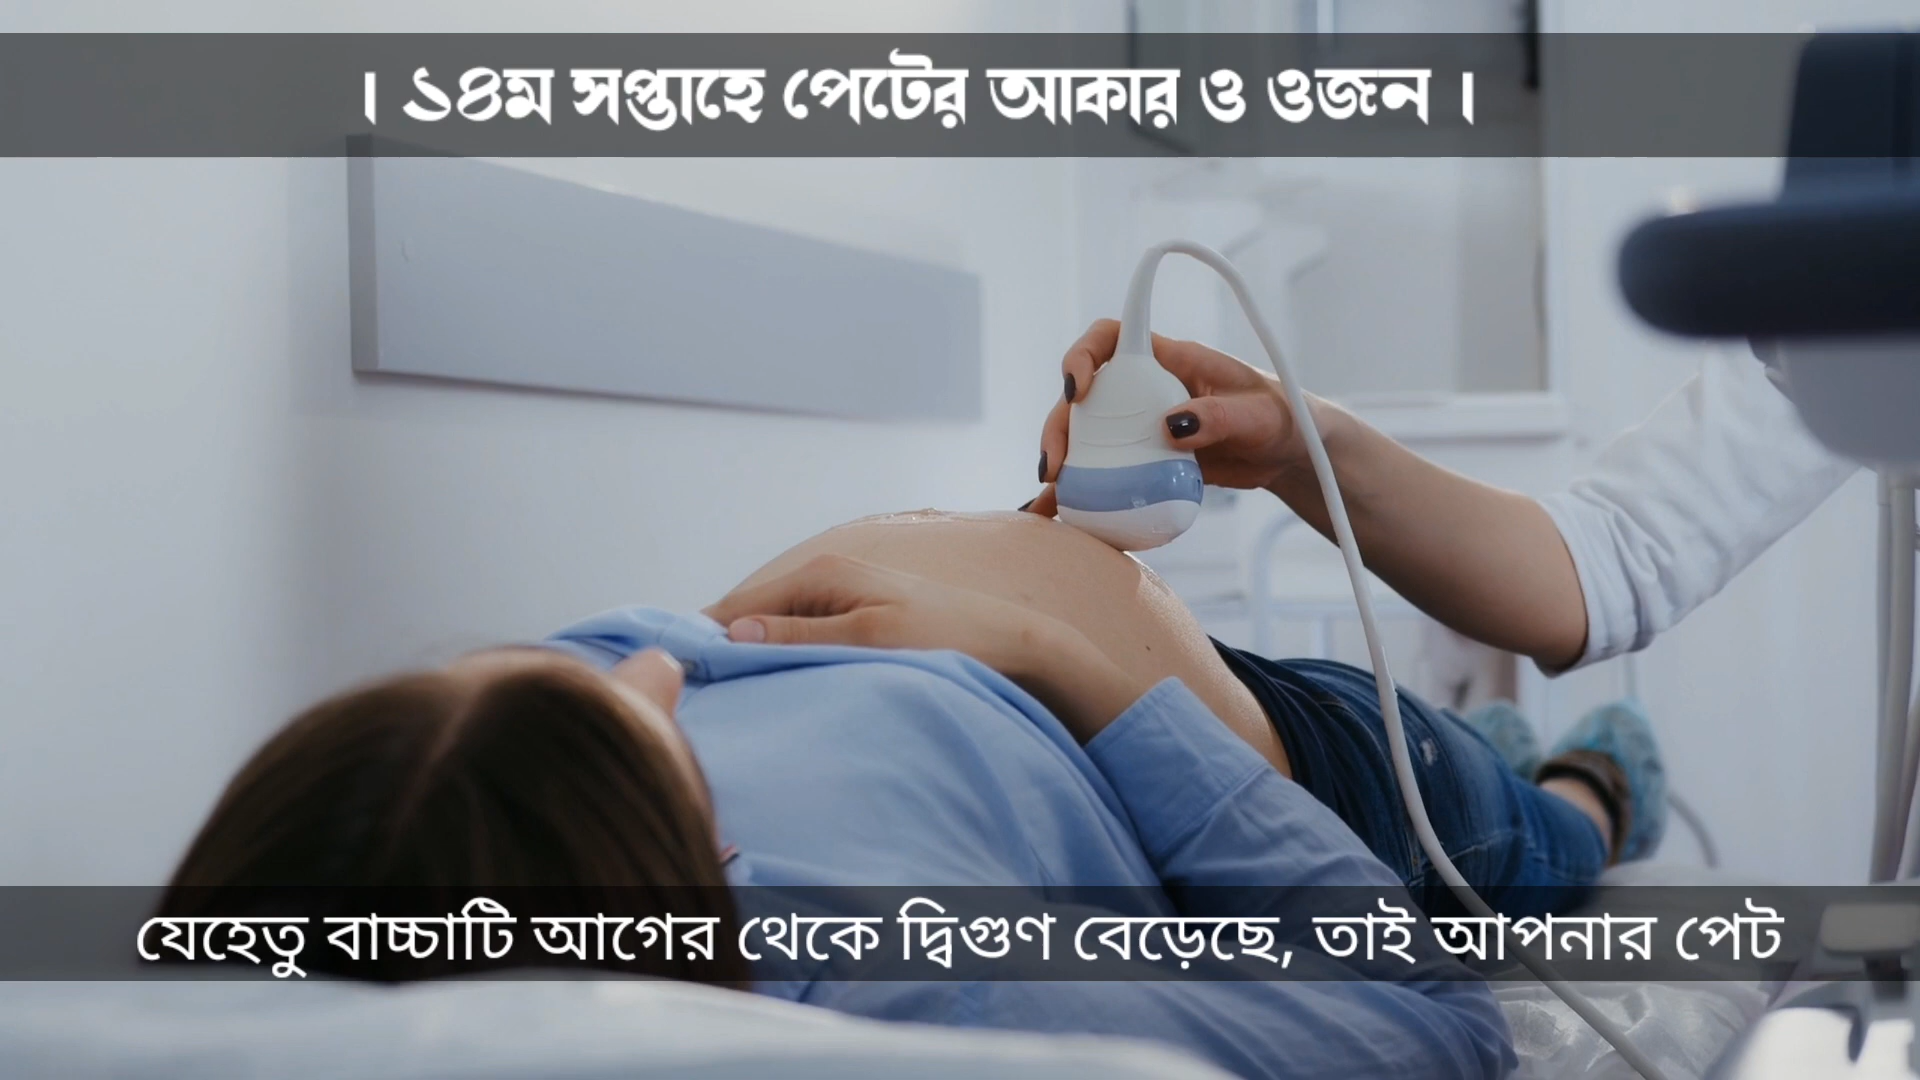 । ১৪ম সপ্তাহে পেটের আকার ও ওজন ।
যেহেতু বাচ্চাটি আগের থেকে দ্বিগুণ বেড়েছে, তাই আপনার পেট